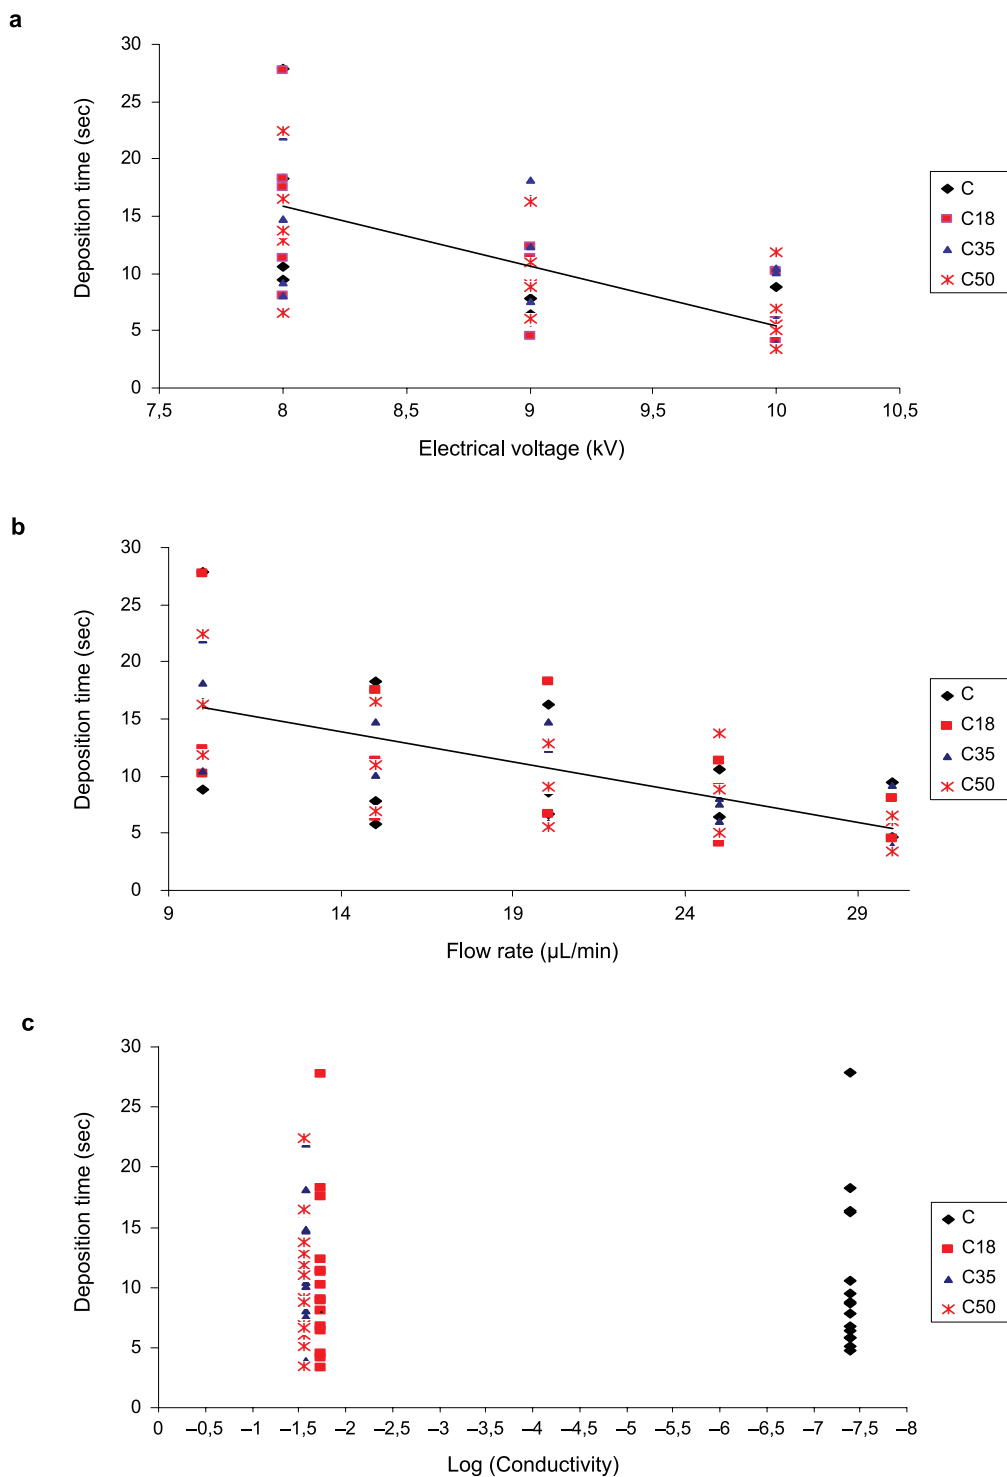 a
30
25
20
15
10
5
0
Deposition time (sec)
7,5 8 8,5 9 9,5 10 10,5
Electrical voltage (kV)
C
C18
C35
C50
b
30
25
20
15
10
5
0
Deposition time (sec)
9 14 19 24 29
Flow rate (µL/min)
C
C18
C35
C50
c
30
25
20
15
10
5
0
Deposition time (sec)
0 –0,5 –1 –1,5 –2 –2,5 –3 –3,5 –4 –4,5 –5 –5,5 –6 –6,5 –7 –7,5 –8
Log (Conductivity)
C
C18
C35
C50